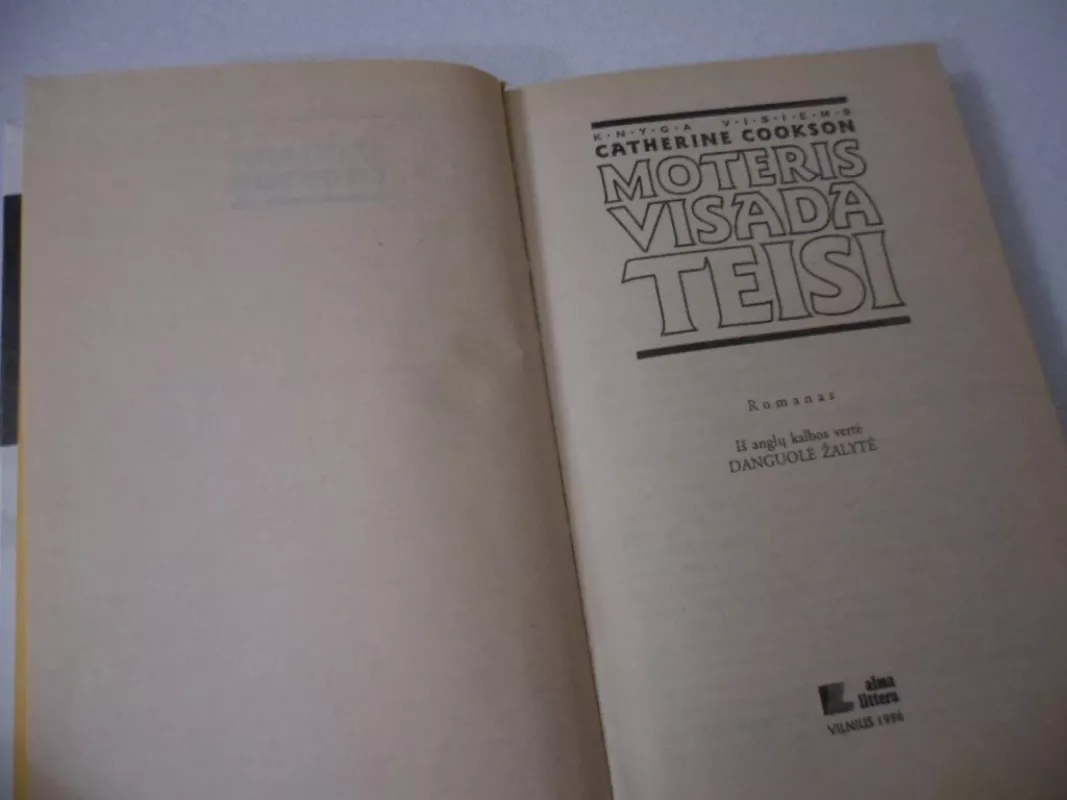 K·N·Y·G·A V·I·S·I·E·M·S
CATHERINE COOKSON
MOTERIS
VISADA
TEISI
Romanas
Iš anglų kalbos vertė
DANGUOLĖ ŽALYTĖ
alma
littera
VILNIUS 1996